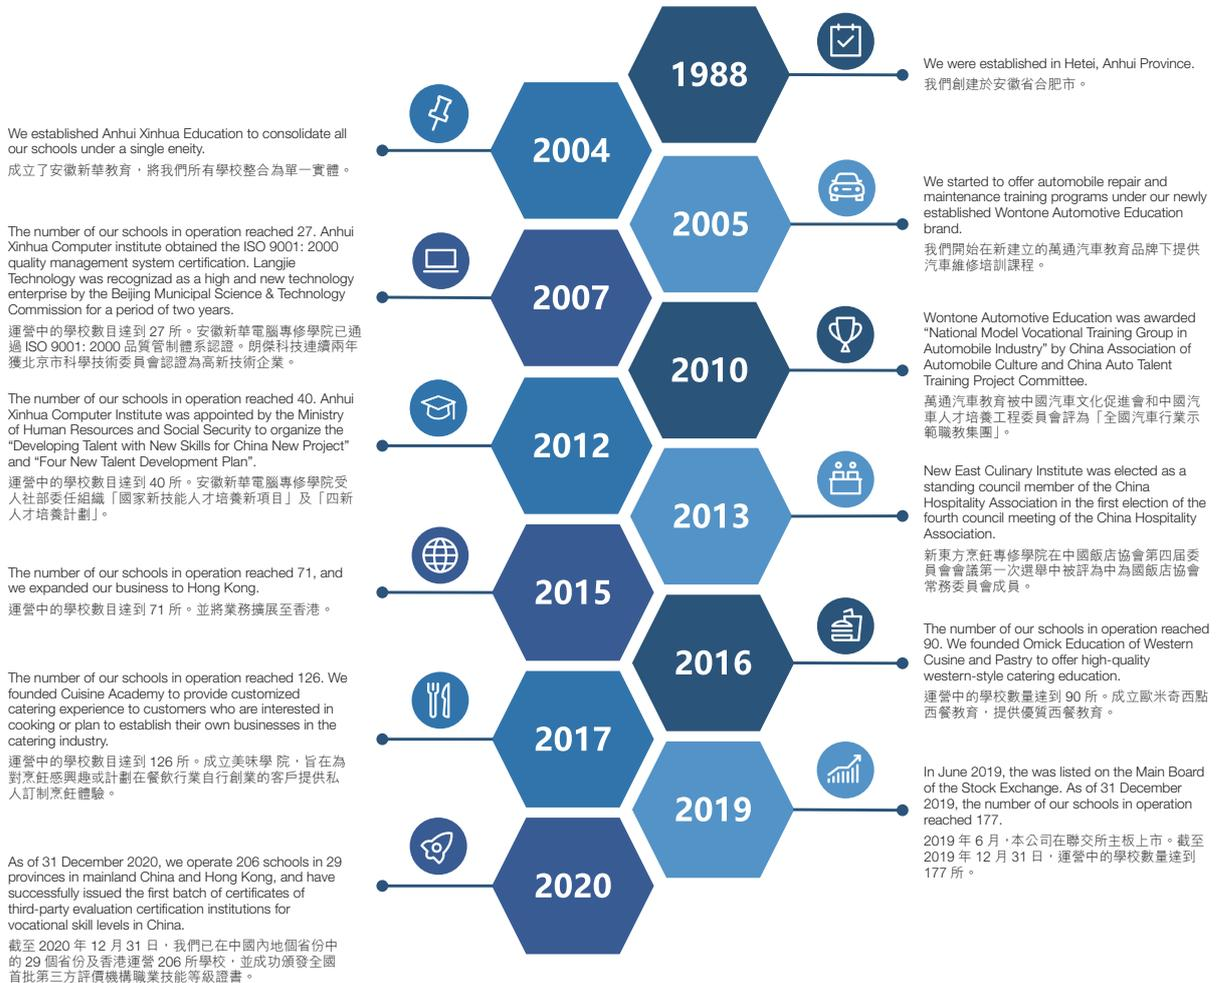 1988
We were established in Hetei, Anhui Province.
我們創建於安徽省合肥市。
2004
We established Anhui Xinhua Education to consolidate all
our schools under a single eneity.
成立了安徽新華教育，將我們所有學校整合為單一實體。
2005
We started to offer automobile repair and
maintenance training programs under our newly
established Wontone Automotive Education
brand.
我們開始在新建立的萬通汽車教育品牌下提供
汽車維修培訓課程。
2007
The number of our schools in operation reached 27. Anhui
Xinhua Computer institute obtained the ISO 9001: 2000
quality management system certification. Langjie
Technology was recognizad as a high and new technology
enterprise by the Beijing Municipal Science & Technology
Commission for a period of two years.
運營中的學校數目達到 27 所。安徽新華電腦專修學院已通
過 ISO 9001: 2000 品質管制體系認證。朗傑科技連續兩年
獲北京市科學技術委員會認證為高新技術企業。
2010
Wontone Automotive Education was awarded
“National Model Vocational Training Group in
Automobile Industry” by China Association of
Automobile Culture and China Auto Talent
Training Project Committee.
萬通汽車教育被中國汽車文化促進會和中國汽
車人才培養工程委員會評為「全國汽車行業示
範職教集團」。
2012
The number of our schools in operation reached 40. Anhui
Xinhua Computer Institute was appointed by the Ministry
of Human Resources and Social Security to organize the
“Developing Talent with New Skills for China New Project”
and “Four New Talent Development Plan”.
運營中的學校數目達到 40 所。安徽新華電腦專修學院受
人社部委任組織「國家新技能人才培養新項目」及「四新
人才培養計劃」。
2013
New East Culinary Institute was elected as a
standing council member of the China
Hospitality Association in the first election of the
fourth council meeting of the China Hospitality
Association.
新東方烹飪專修學院在中國飯店協會第四屆委
員會會議第一次選舉中被評為中為國飯店協會
常務委員會成員。
2015
The number of our schools in operation reached 71, and
we expanded our business to Hong Kong.
運營中的學校數目達到 71 所。並將業務擴展至香港。
2016
The number of our schools in operation reached
90. We founded Omick Education of Western
Cusine and Pastry to offer high-quality
western-style catering education.
運營中的學校數量達到 90 所。成立歐米奇西點
西餐教育，提供優質西餐教育。
2017
The number of our schools in operation reached 126. We
founded Cuisine Academy to provide customized
catering experience to customers who are interested in
cooking or plan to establish their own businesses in the
catering industry.
運營中的學校數目達到 126 所。成立美味學 院，旨在為
對烹飪感興趣或計劃在餐飲行業自行創業的客戶提供私
人訂制烹飪體驗。
2019
In June 2019, the was listed on the Main Board
of the Stock Exchange. As of 31 December
2019, the number of our schools in operation
reached 177.
2019 年 6 月，本公司在聯交所主板上市。截至
2019 年 12 月 31 日，運營中的學校數量達到
177 所。
2020
As of 31 December 2020, we operate 206 schools in 29
provinces in mainland China and Hong Kong, and have
successfully issued the first batch of certificates of
third-party evaluation certification institutions for
vocational skill levels in China.
截至 2020 年 12 月 31 日，我們已在中國內地個省份中
的 29 個省份及香港運營 206 所學校，並成功頒發全國
首批第三方評價機構職業技能等級證書。